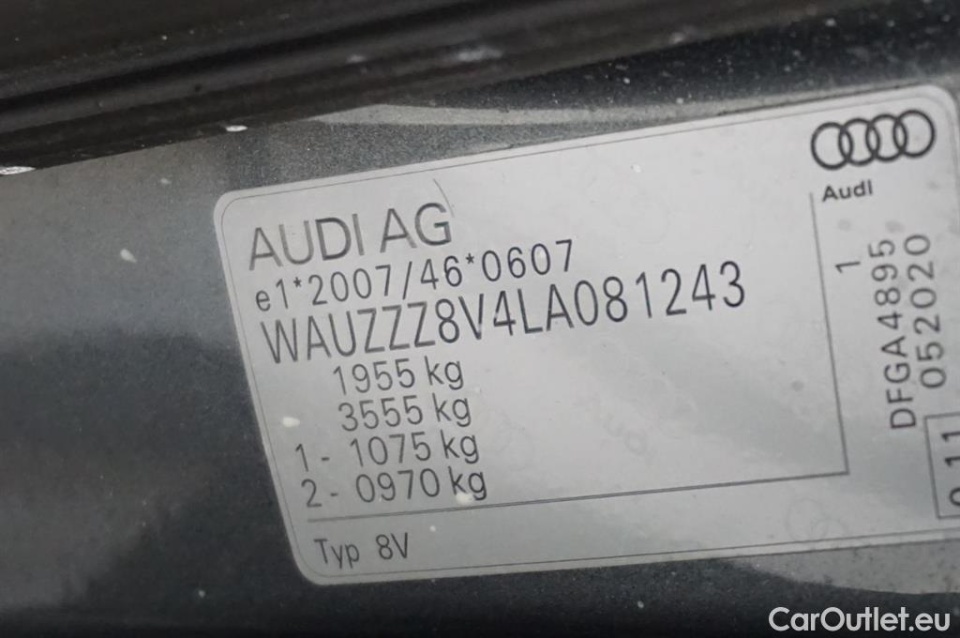 Audi
AUDI AG
e1*2007/46*0607
WAUZZZ8V4LA081243
1955 kg
3555 kg
1 - 1075 kg
2 - 0970 kg
Typ 8V
1
DFGA4895
052020
CarOutlet.eu